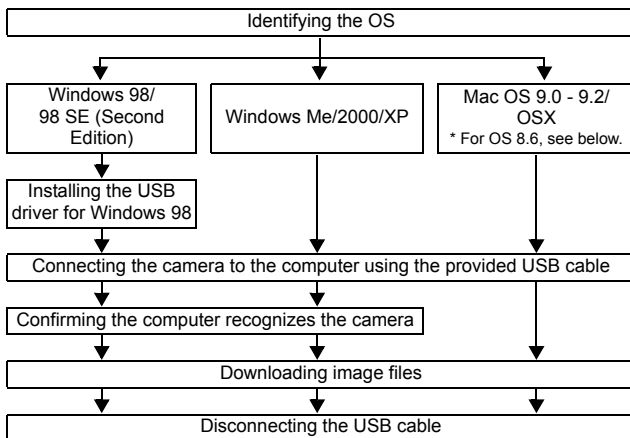 Identifying the OS
Windows 98/
98 SE (Second
Edition)
Windows Me/2000/XP
Mac OS 9.0 - 9.2/
OSX
* For OS 8.6, see below.
Installing the USB
driver for Windows 98
Connecting the camera to the computer using the provided USB cable
Confirming the computer recognizes the camera
Downloading image files
Disconnecting the USB cable